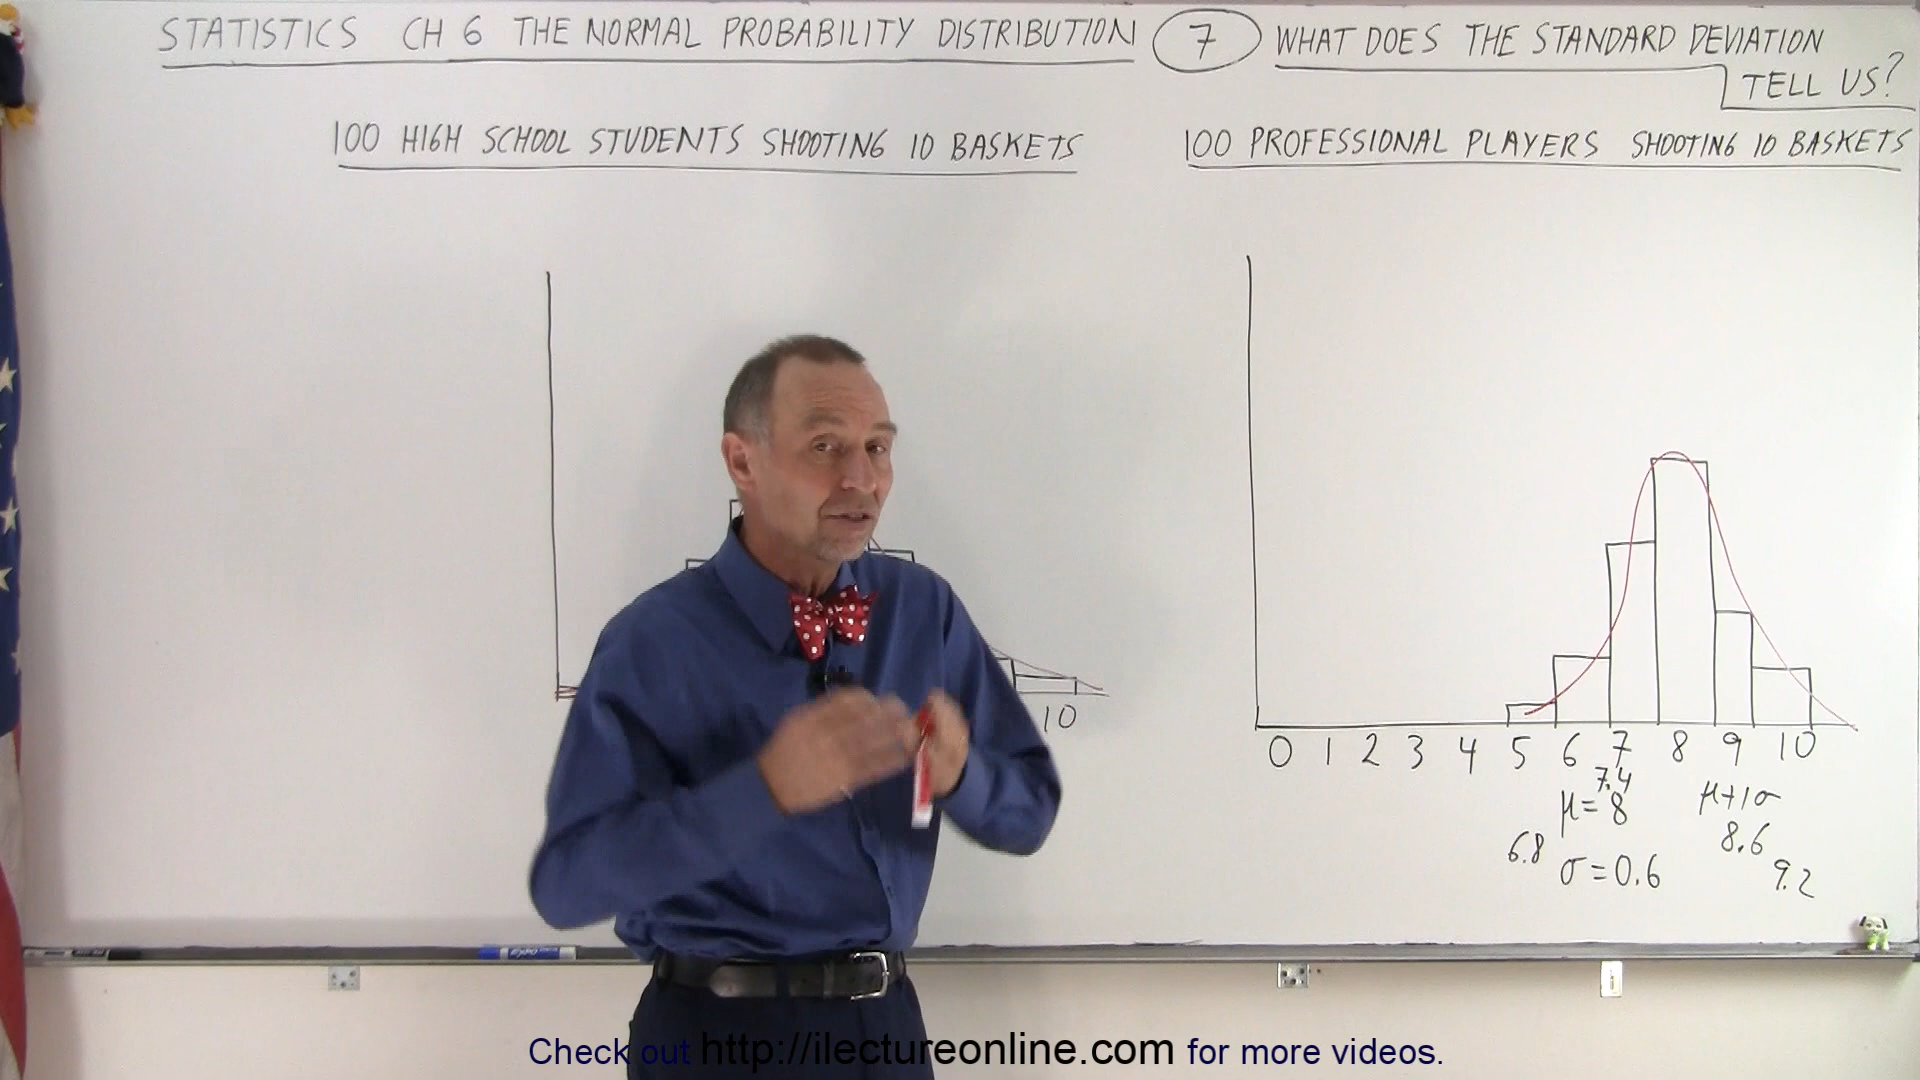 STATISTICS CH 6 THE NORMAL PROBABILITY DISTRIBUTION 7 WHAT DOES THE STANDARD DEVIATION
TELL US?
100 HIGH SCHOOL STUDENTS SHOOTING 10 BASKETS
100 PROFESSIONAL PLAYERS SHOOTING 10 BASKETS
10
0 1 2 3 4 5 6 7 8 9 10
7.4
μ=8 μ+1σ
6.8 8.6
σ=0.6 9.2
Check out http://ilectureonline.com for more videos.